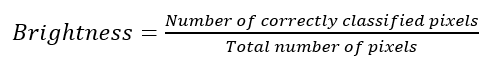 Brightness = Number of correctly classified pixels / Total number of pixels